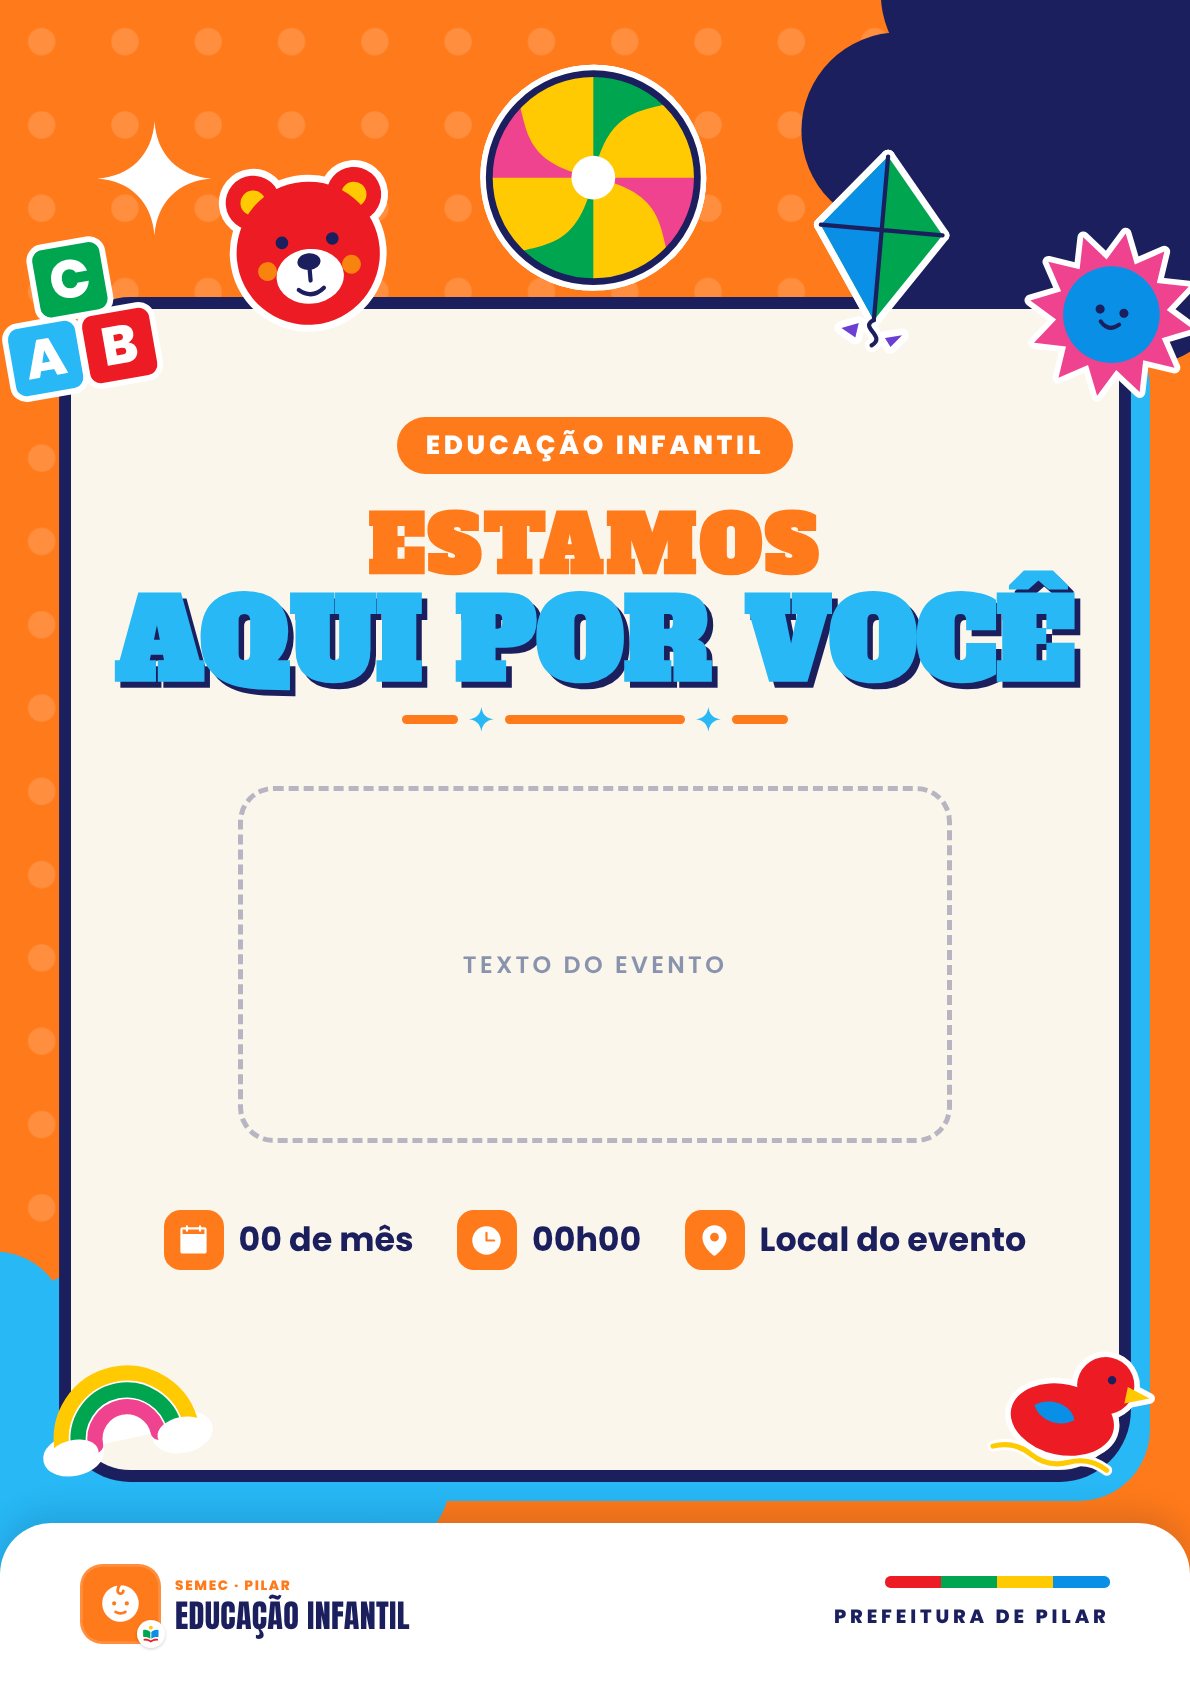 C
A B
EDUCAÇÃO INFANTIL
ESTAMOS
AQUI POR VOCÊ
TEXTO DO EVENTO
00 de mês 00h00 Local do evento
SEMEC · PILAR
EDUCAÇÃO INFANTIL
PREFEITURA DE PILAR